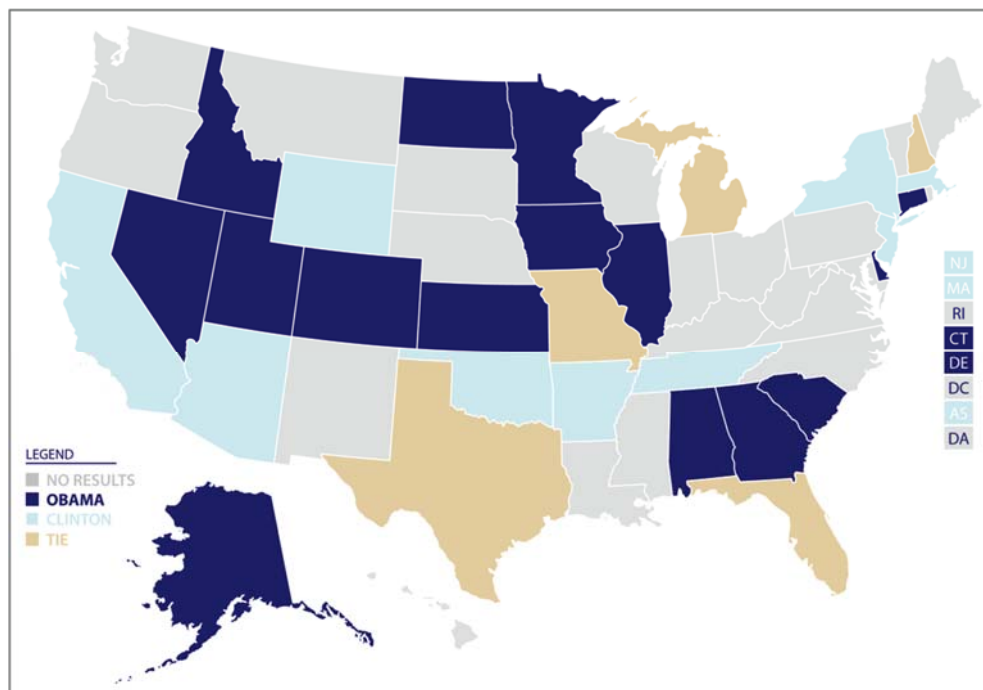 NJ
MA
RI
CT
DE
DC
AS
DA
LEGEND
NO RESULTS
OBAMA
CLINTON
TIE